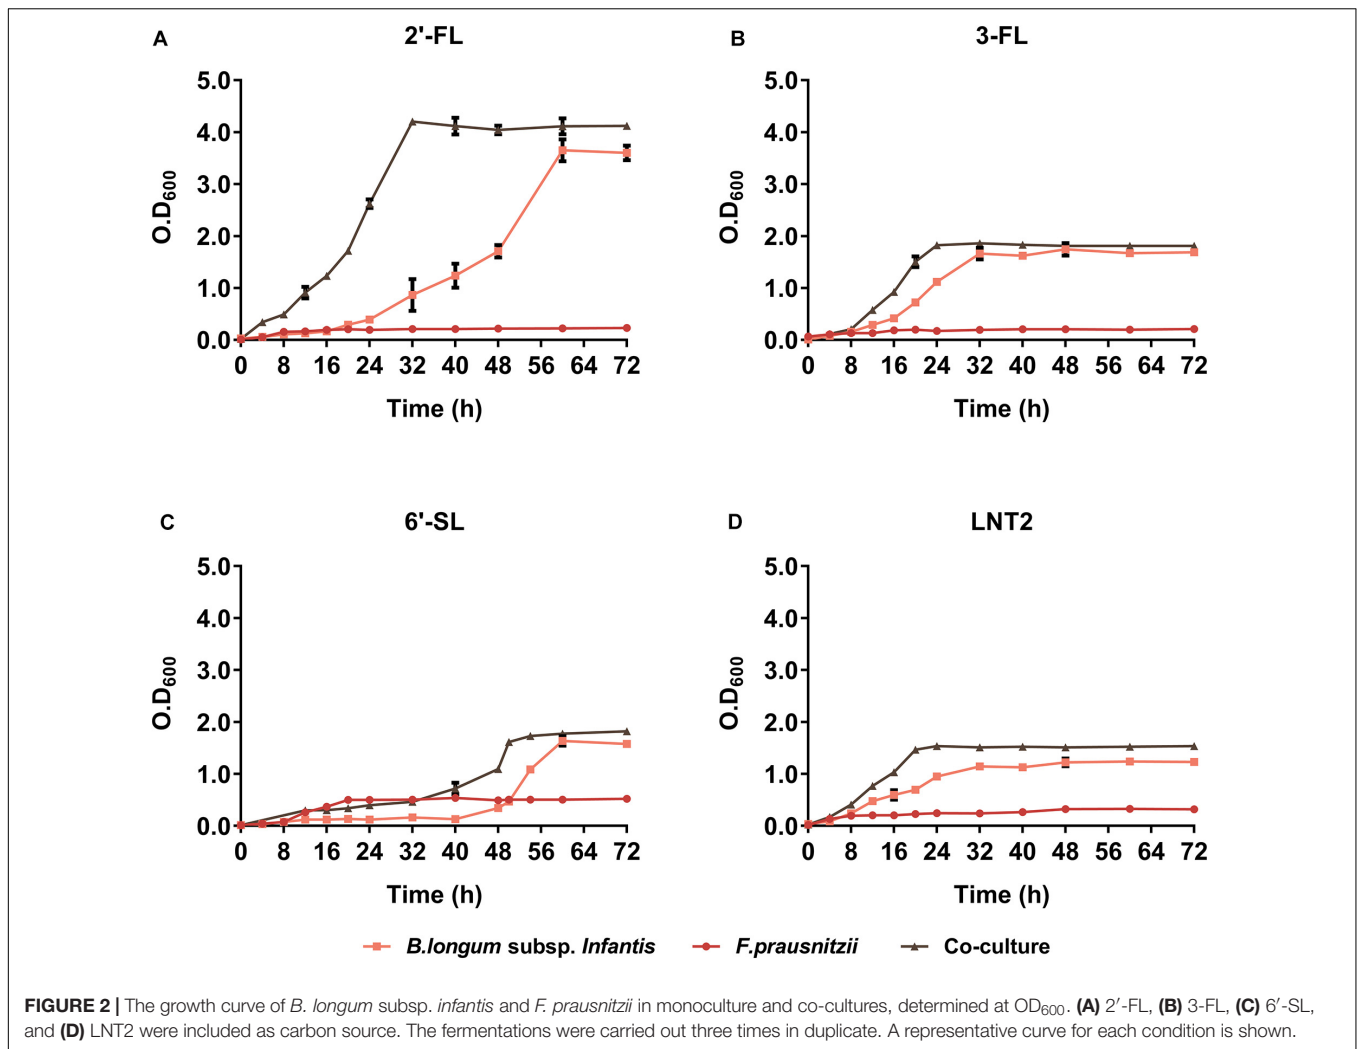 A
2'-FL
5.0
4.0
3.0
2.0
1.0
0.0
O.D600
0 8 16 24 32 40 48 56 64 72
Time (h)
B
3-FL
5.0
4.0
3.0
2.0
1.0
0.0
O.D600
0 8 16 24 32 40 48 56 64 72
Time (h)
C
6'-SL
5.0
4.0
3.0
2.0
1.0
0.0
O.D600
0 8 16 24 32 40 48 56 64 72
Time (h)
D
LNT2
5.0
4.0
3.0
2.0
1.0
0.0
O.D600
0 8 16 24 32 40 48 56 64 72
Time (h)
B.longum subsp. Infantis F.prausnitzii Co-culture
FIGURE 2 | The growth curve of B. longum subsp. infantis and F. prausnitzii in monoculture and co-cultures, determined at OD600. (A) 2′-FL, (B) 3-FL, (C) 6′-SL,
and (D) LNT2 were included as carbon source. The fermentations were carried out three times in duplicate. A representative curve for each condition is shown.